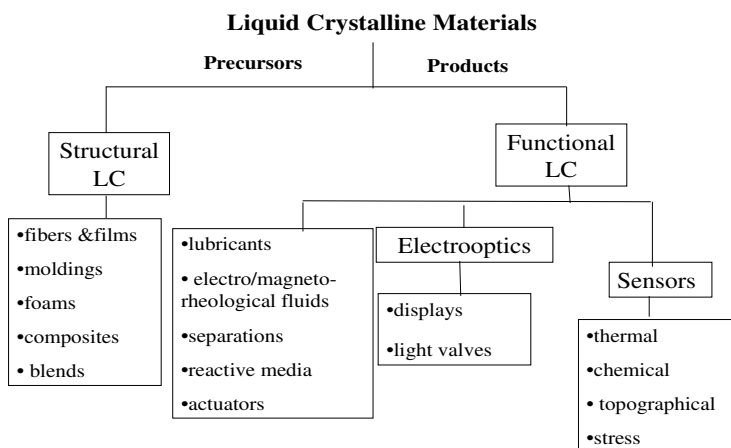 Liquid Crystalline Materials
Precursors
Products
Structural
LC
Functional
LC
•fibers &films
•moldings
•foams
•composites
• blends
•lubricants
• electro/magneto-
rheological fluids
•separations
•reactive media
•actuators
Electrooptics
•displays
•light valves
Sensors
•thermal
•chemical
• topographical
•stress